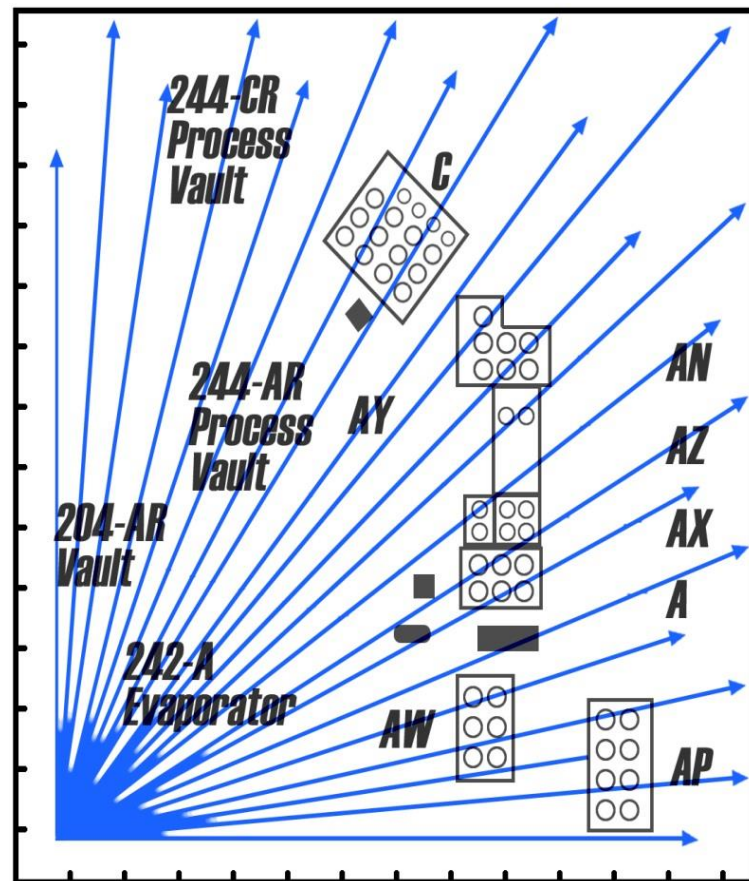 244-CR
Process
Vault
C
244-AR
Process
Vault
AY
AN
AZ
204-AR
Vault
AX
A
242-A
Evaporator
AW
AP